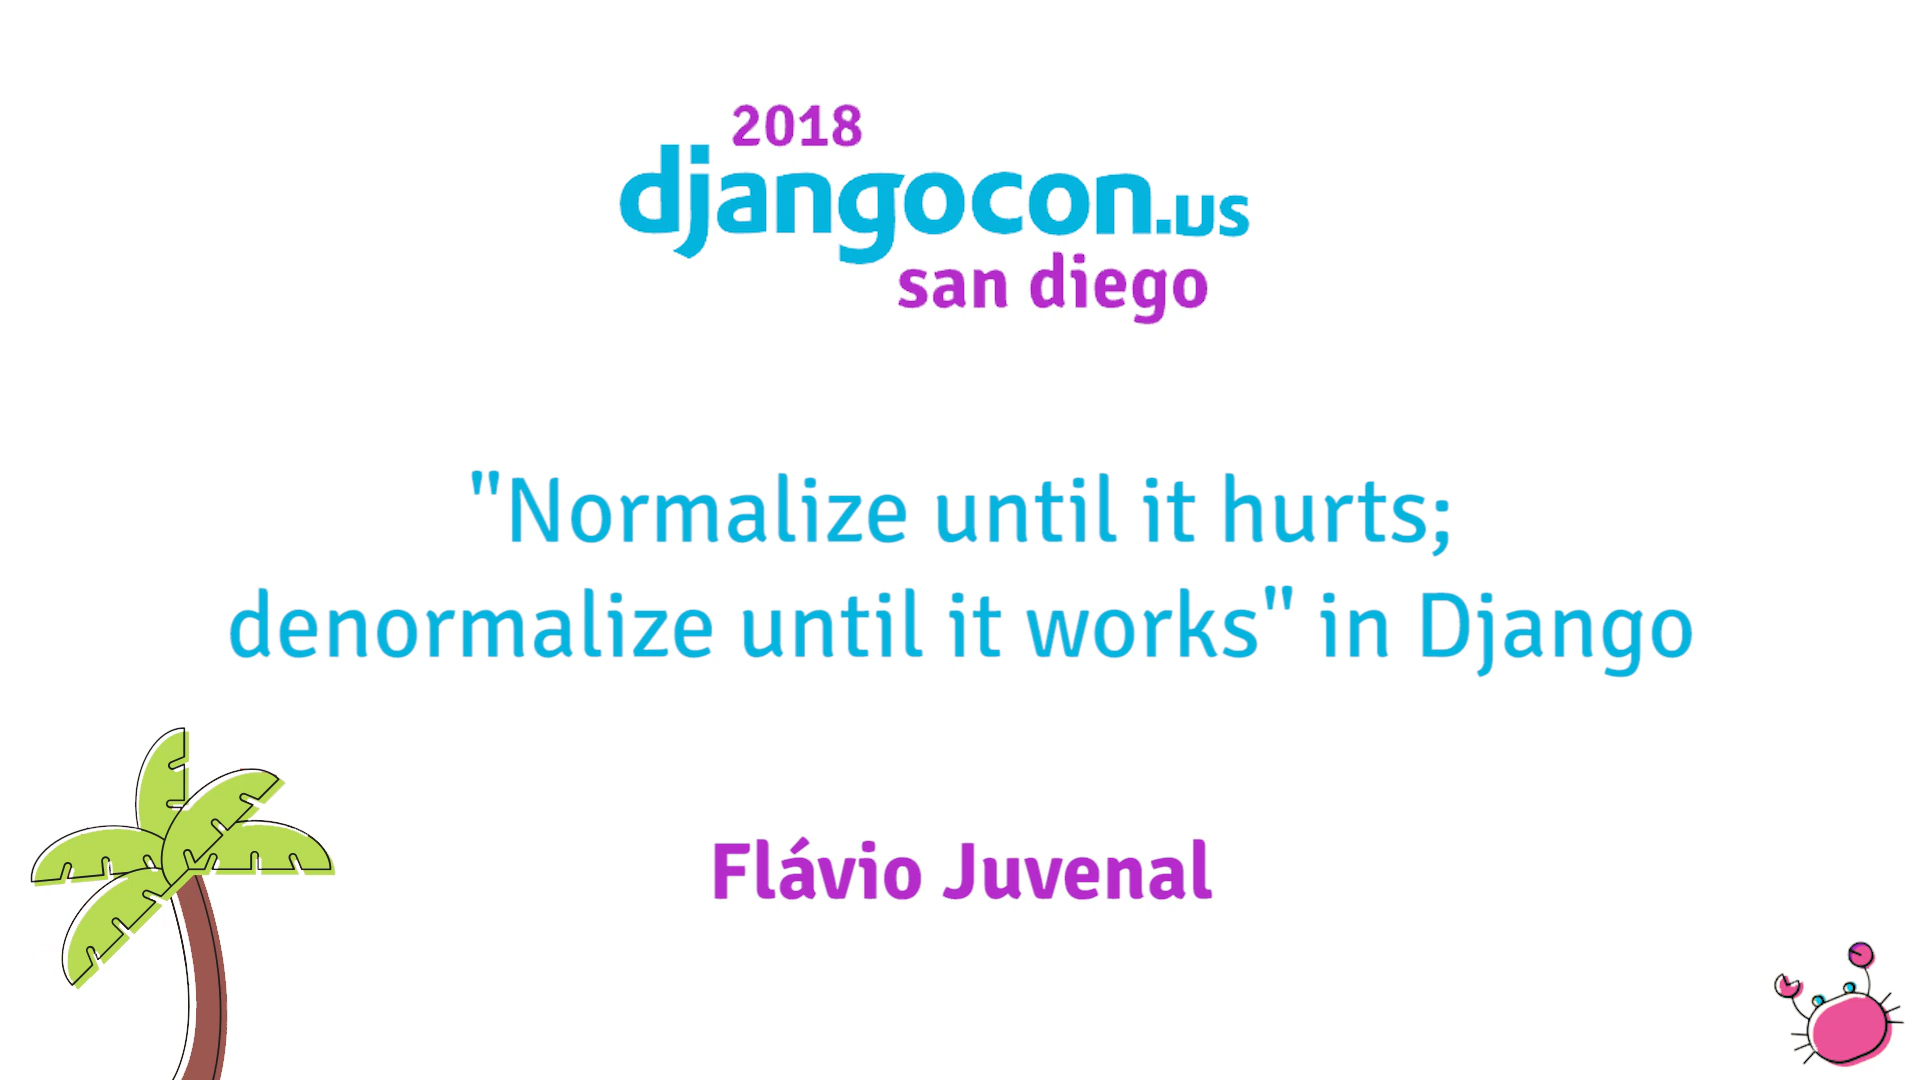 2018
djangocon.us
san diego
"Normalize until it hurts;
denormalize until it works" in Django
Flávio Juvenal